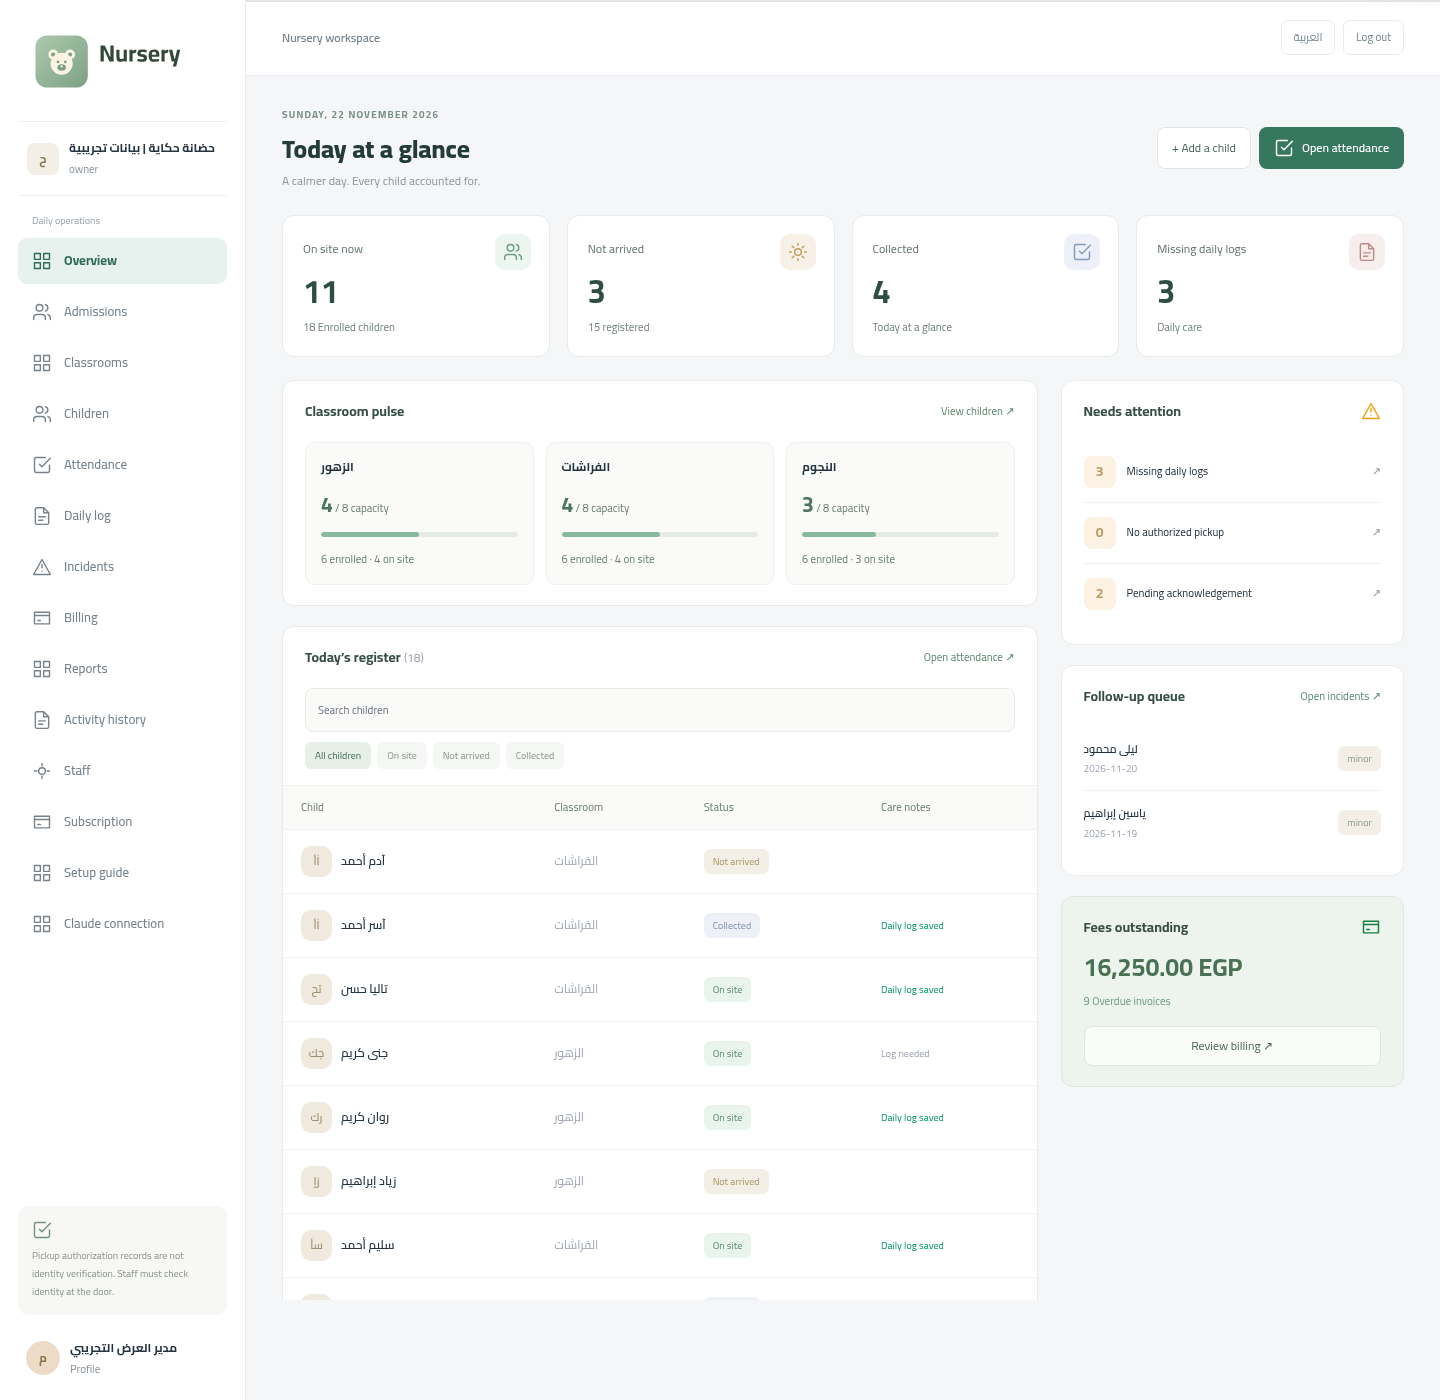 Nursery
حضانة حكاية | بيانات تجريبية
ح
owner
Daily operations
Overview
Admissions
Classrooms
Children
Attendance
Daily log
Incidents
Billing
Reports
Activity history
Staff
Subscription
Setup guide
Claude connection
Pickup authorization records are not
identity verification. Staff must check
identity at the door.
م
مدير العرض التجريبي
Profile
Nursery workspace
العربية
Log out
SUNDAY, 22 NOVEMBER 2026
Today at a glance
A calmer day. Every child accounted for.
+ Add a child
Open attendance
On site now
11
18 Enrolled children
Not arrived
3
15 registered
Collected
4
Today at a glance
Missing daily logs
3
Daily care
Classroom pulse
View children ↗
الزهور
4 / 8 capacity
6 enrolled · 4 on site
الفراشات
4 / 8 capacity
6 enrolled · 4 on site
النجوم
3 / 8 capacity
6 enrolled · 3 on site
Today's register (18)
Open attendance ↗
Search children
All children
On site
Not arrived
Collected
Child Classroom Status Care notes
آأ آدم أحمد الفراشات Not arrived
آأ آسر أحمد الفراشات Collected Daily log saved
تح تاليا حسن الفراشات On site Daily log saved
جك جنى كريم الزهور On site Log needed
رك روان كريم الزهور On site Daily log saved
زإ زياد إبراهيم الزهور Not arrived
سأ سليم أحمد الفراشات On site Daily log saved
Needs attention
3 Missing daily logs ↗
0 No authorized pickup ↗
2 Pending acknowledgement ↗
Follow-up queue
Open incidents ↗
ليلى محمود
2026-11-20
minor
ياسين إبراهيم
2026-11-19
minor
Fees outstanding
16,250.00 EGP
9 Overdue invoices
Review billing ↗